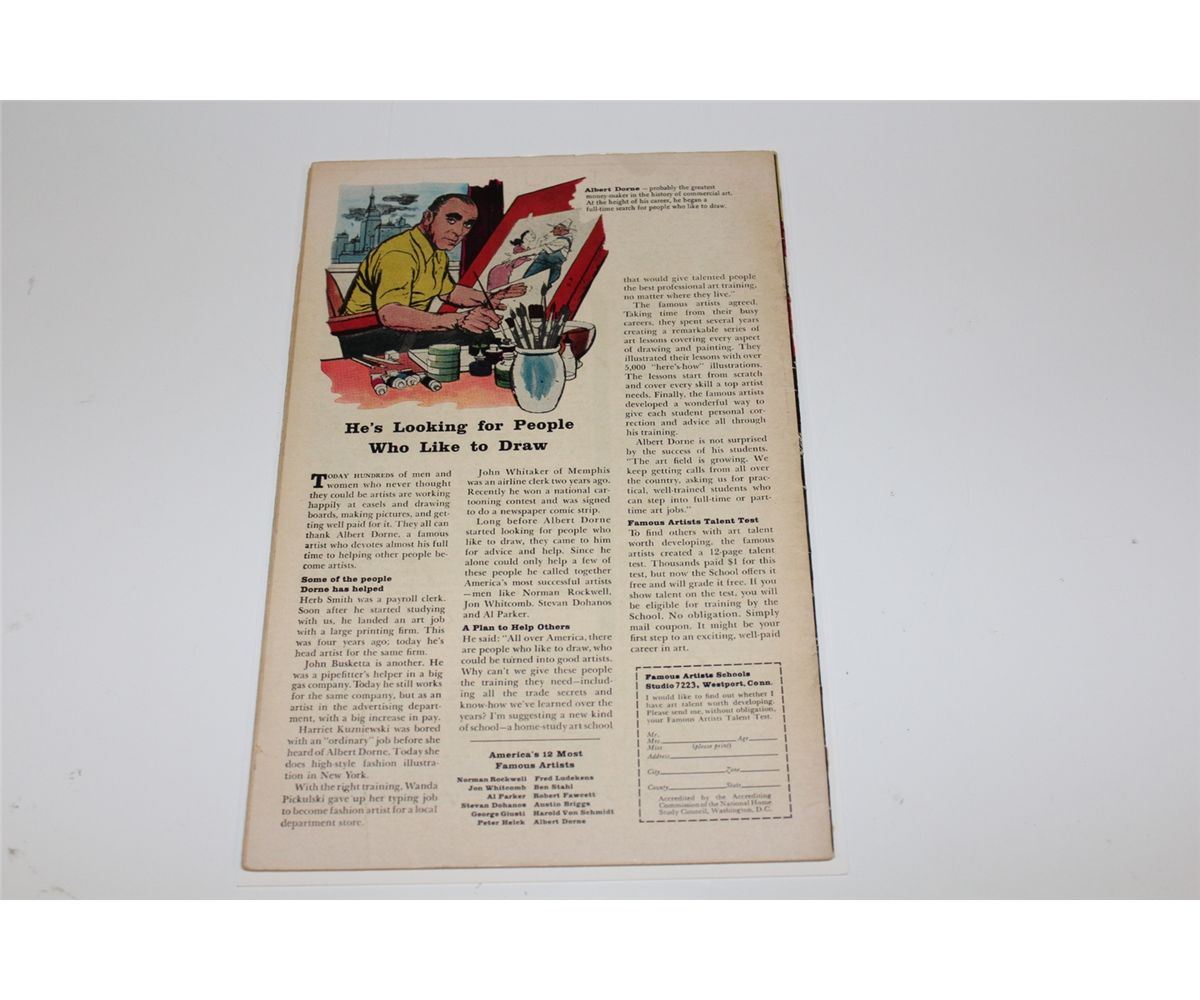 Albert Dorne — probably the greatest
money-maker in the history of commercial art.
At the height of his career, he began a
full-time search for people who like to draw.
He's Looking for People
Who Like to Draw
TODAY HUNDREDS of men and
women who never thought
they could be artists are working
happily at easels and drawing
boards, making pictures, and get-
ting well paid for it. They all can
thank Albert Dorne, a famous
artist who devotes almost his full
time to helping other people be-
come artists.
Some of the people
Dorne has helped
Herb Smith was a payroll clerk.
Soon after he started studying
with us, he landed an art job
with a large printing firm. This
was four years ago; today he's
head artist for the same firm.
John Busketta is another. He
was a pipefitter's helper in a big
gas company. Today he still works
for the same company, but as an
artist in the advertising depart-
ment, with a big increase in pay.
Harriet Kuzniewski was bored
with an "ordinary" job before she
heard of Albert Dorne. Today she
does high-style fashion illustra-
tion in New York.
With the right training, Wanda
Pickulski gave up her typing job
to become fashion artist for a local
department store.
John Whitaker of Memphis
was an airline clerk two years ago.
Recently he won a national car-
tooning contest and was signed
to do a newspaper comic strip.
Long before Albert Dorne
started looking for people who
like to draw, they came to him
for advice and help. Since he
alone could only help a few of
these people he called together
America's most successful artists
—men like Norman Rockwell,
Jon Whitcomb, Stevan Dohanos
and Al Parker.
A Plan to Help Others
He said: "All over America, there
are people who like to draw, who
could be turned into good artists.
Why can't we give these people
the training they need—includ-
ing all the trade secrets and
know-how we've learned over the
years? I'm suggesting a new kind
of school—a home-study art school
America's 12 Most
Famous Artists
Norman Rockwell Fred Ludekens
Jon Whitcomb Ben Stahl
Al Parker Robert Fawcett
Stevan Dohanos Austin Briggs
George Giusti Harold Von Schmidt
Peter Helck Albert Dorne
that would give talented people
the best professional art training,
no matter where they live."
The famous artists agreed.
Taking time from their busy
careers, they spent several years
creating a remarkable series of
art lessons covering every aspect
of drawing and painting. They
illustrated their lessons with over
5,000 "here's-how" illustrations.
The lessons start from scratch
and cover every skill a top artist
needs. Finally, the famous artists
developed a wonderful way to
give each student personal cor-
rection and advice all through
his training.
Albert Dorne is not surprised
by the success of his students.
"The art field is growing. We
keep getting calls from all over
the country, asking us for prac-
tical, well-trained students who
can step into full-time or part-
time art jobs."
Famous Artists Talent Test
To find others with art talent
worth developing, the famous
artists created a 12-page talent
test. Thousands paid $1 for this
test, but now the School offers it
free and will grade it free. If you
show talent on the test, you will
be eligible for training by the
School. No obligation. Simply
mail coupon. It might be your
first step to an exciting, well-paid
career in art.
Famous Artists Schools
Studio 7223, Westport, Conn.
I would like to find out whether I
have art talent worth developing.
Please send me, without obligation,
your Famous Artists Talent Test.
Mr.
Mrs. Age
Miss (please print)
Address
City Zone
County State
Accredited by the Accrediting
Commission of the National Home
Study Council, Washington, D.C.